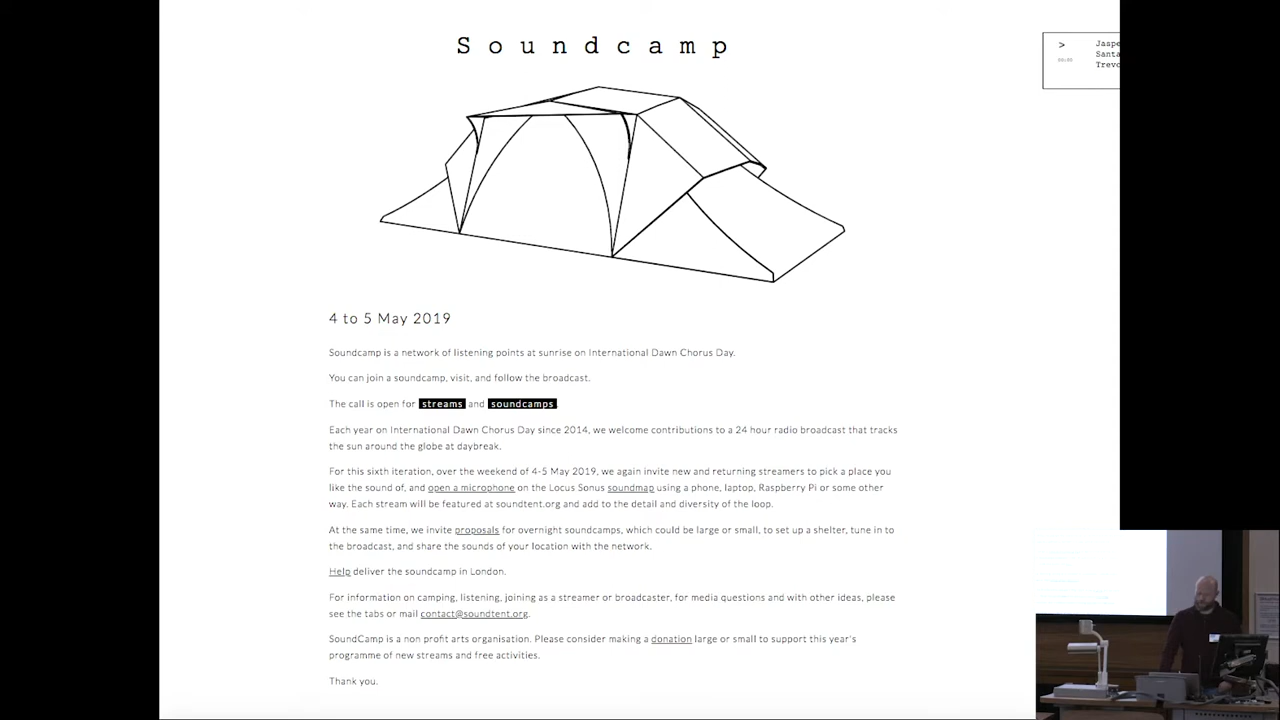 Soundcamp
>
Jaspe
Santa
Trevo
4 to 5 May 2019
Soundcamp is a network of listening points at sunrise on International Dawn Chorus Day.
You can join a soundcamp, visit, and follow the broadcast.
The call is open for streams and soundcamps
Each year on International Dawn Chorus Day since 2014, we welcome contributions to a 24 hour radio broadcast that tracks
the sun around the globe at daybreak.
For this sixth iteration, over the weekend of 4-5 May 2019, we again invite new and returning streamers to pick a place you
like the sound of, and open a microphone on the Locus Sonus soundmap using a phone, laptop, Raspberry Pi or some other
way. Each stream will be featured at soundtent.org and add to the detail and diversity of the loop.
At the same time, we invite proposals for overnight soundcamps, which could be large or small, to set up a shelter, tune in to
the broadcast, and share the sounds of your location with the network.
Help deliver the soundcamp in London.
For information on camping, listening, joining as a streamer or broadcaster, for media questions and with other ideas, please
see the tabs or mail contact@soundtent.org.
SoundCamp is a non profit arts organisation. Please consider making a donation large or small to support this year's
programme of new streams and free activities.
Thank you.